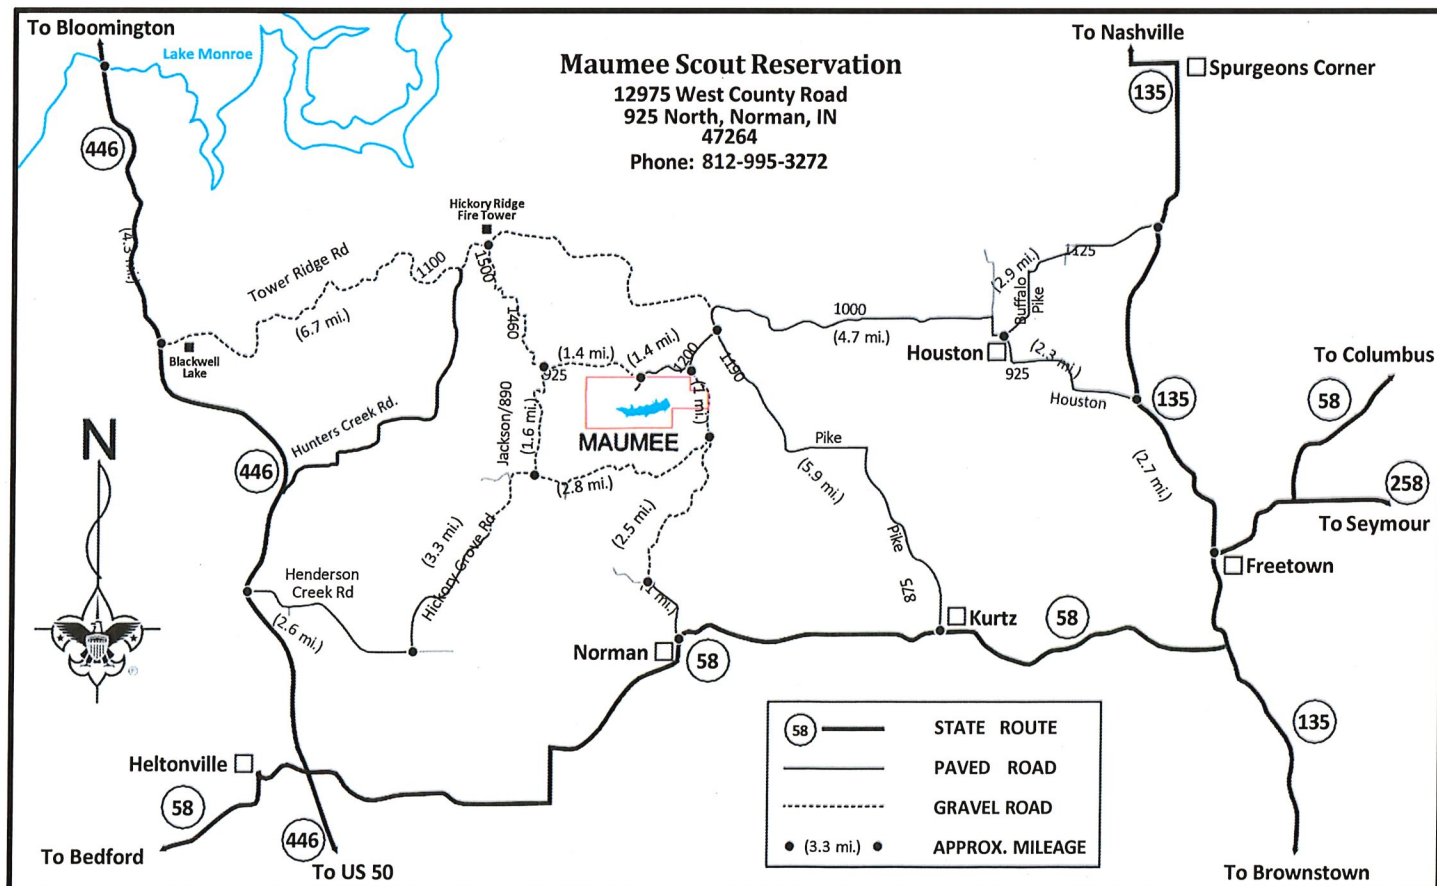 To Bloomington
Lake Monroe
Maumee Scout Reservation
12975 West County Road
925 North, Norman, IN
47264
Phone: 812-995-3272
To Nashville
135
Spurgeons Corner
446
(4.3 mi.)
Hickory Ridge
Fire Tower
Tower Ridge Rd
1100
1500
(6.7 mi.)
1460
Blackwell
Lake
(1.4 mi.)
(1.4 mi.)
925
1200
1190
(1 mi.)
1000
(4.7 mi.)
(2.9 mi.)
Buffalo
Pike
1125
Houston
(2.3 mi.)
925
Houston
135
To Columbus
58
N
Hunters Creek Rd.
446
Jackson/890
(1.6 mi.)
MAUMEE
(2.8 mi.)
Pike
(5.9 mi.)
(2.7 mi.)
258
To Seymour
(3.3 mi.)
Hickory Grove Rd
(2.5 mi.)
Pike
875
Freetown
Henderson
Creek Rd
(2.6 mi.)
(1 mi.)
Norman
58
Kurtz
58
135
®
Heltonville
58
446
To Bedford
To US 50
58
STATE ROUTE
PAVED ROAD
GRAVEL ROAD
(3.3 mi.)
APPROX. MILEAGE
To Brownstown